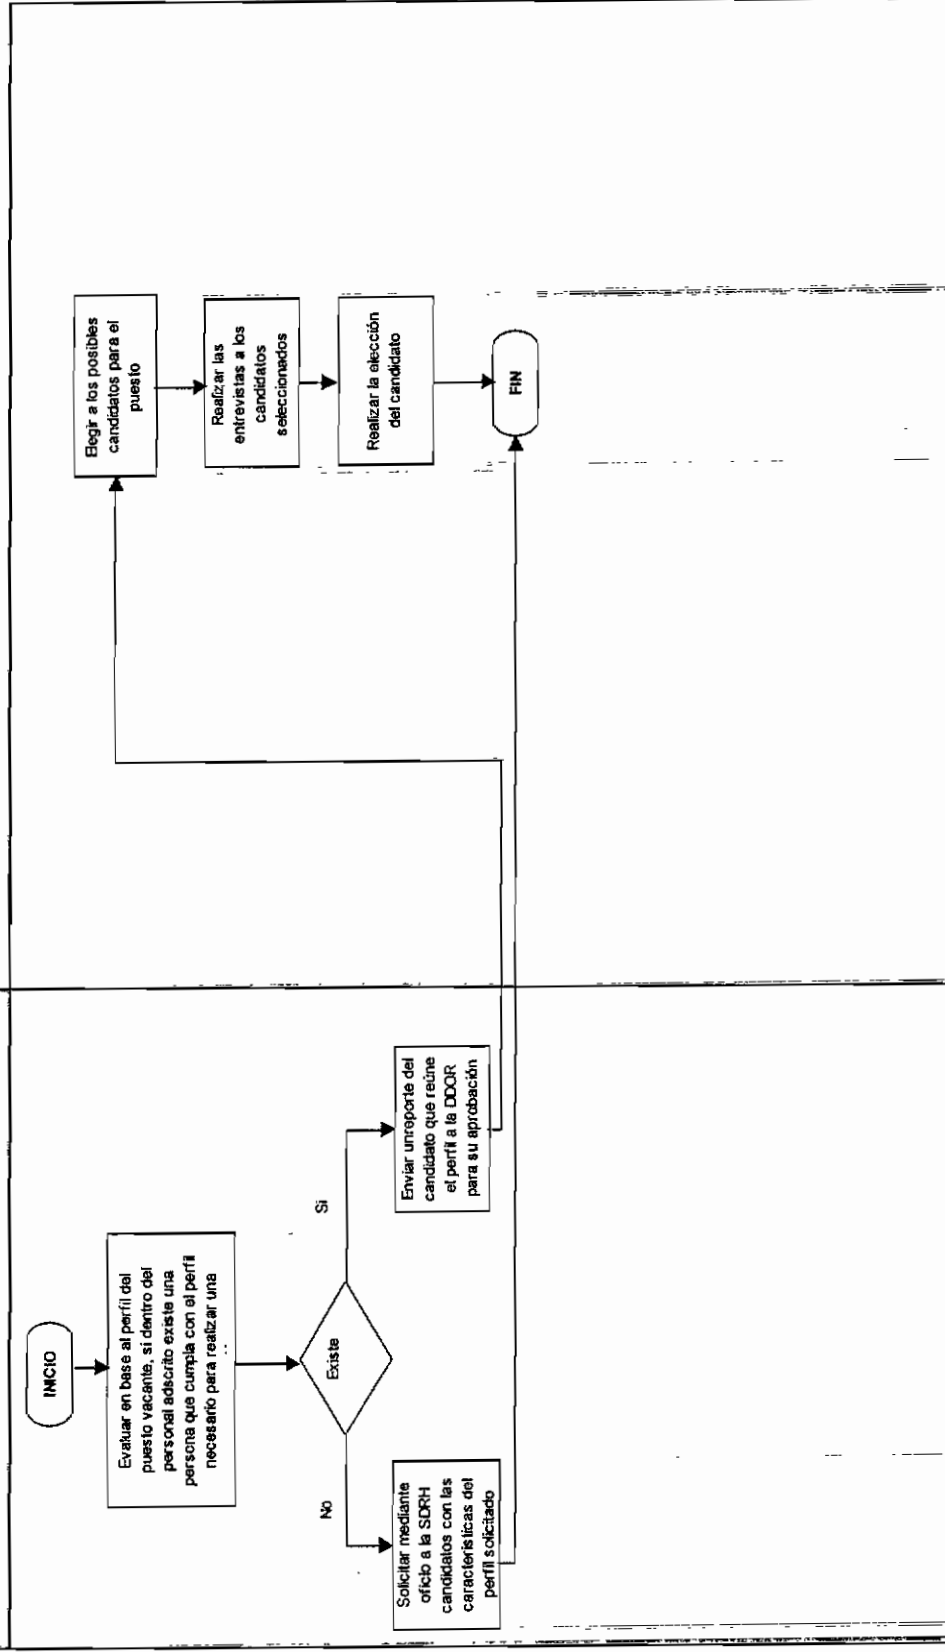 INICIO
Evaluar en base al perfil del
puesto vacante, si dentro del
personal adscrito existe una
persona que cumpla con el perfil
necesario para realizar una
Existe
No
Si
Solicitar mediante
oficio a la SDRH
candidatos con las
características del
perfil solicitado
Enviar unreporte del
candidato que reúne
el perfil a la DDOR
para su aprobación
Elegir a los posibles
candidatos para el
puesto
Realizar las
entrevistas a los
candidatos
seleccionados
Realizar la elección
del candidato
FIN